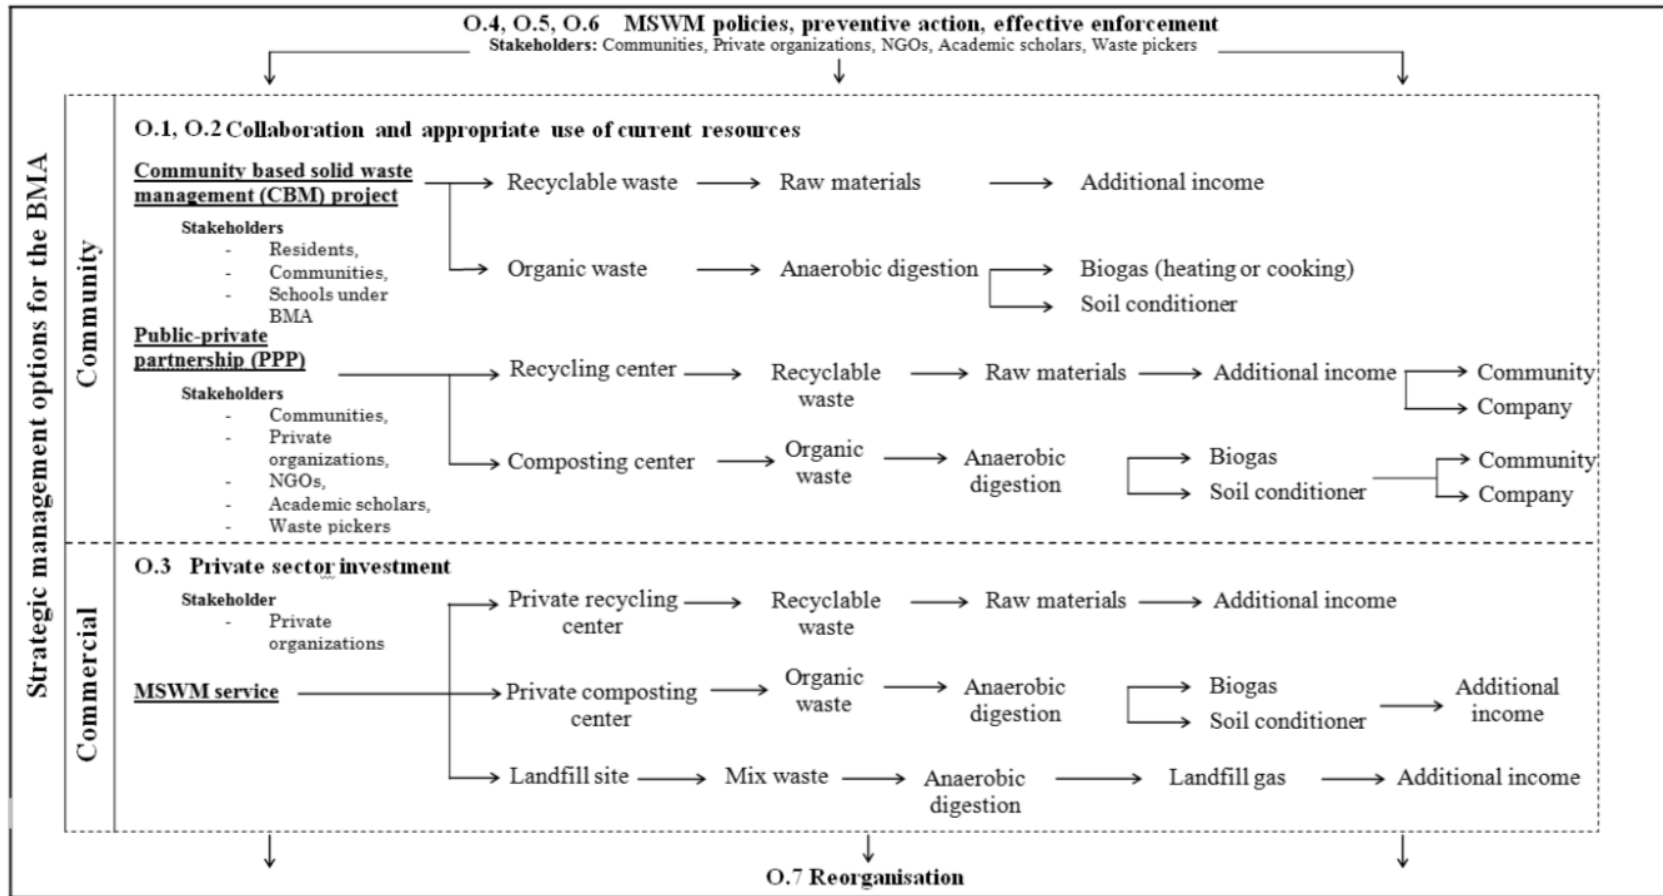 O.4, O.5, O.6 MSWM policies, preventive action, effective enforcement
Stakeholders: Communities, Private organizations, NGOs, Academic scholars, Waste pickers
Strategic management options for the BMA
Community
O.1, O.2 Collaboration and appropriate use of current resources
Community based solid waste
management (CBM) project
Recyclable waste
Raw materials
Additional income
Stakeholders
- Residents,
- Communities,
- Schools under
BMA
Organic waste
Anaerobic digestion
Biogas (heating or cooking)
Soil conditioner
Public-private
partnership (PPP)
Stakeholders
- Communities,
- Private
organizations,
- NGOs,
- Academic scholars,
- Waste pickers
Recycling center
Recyclable
waste
Raw materials
Additional income
Community
Company
Composting center
Organic
waste
Anaerobic
digestion
Biogas
Soil conditioner
Community
Company
Commercial
O.3 Private sector investment
Stakeholder
- Private
organizations
MSWM service
Private recycling
center
Recyclable
waste
Raw materials
Additional income
Private composting
center
Organic
waste
Anaerobic
digestion
Biogas
Soil conditioner
Additional
income
Landfill site
Mix waste
Anaerobic
digestion
Landfill gas
Additional income
O.7 Reorganisation